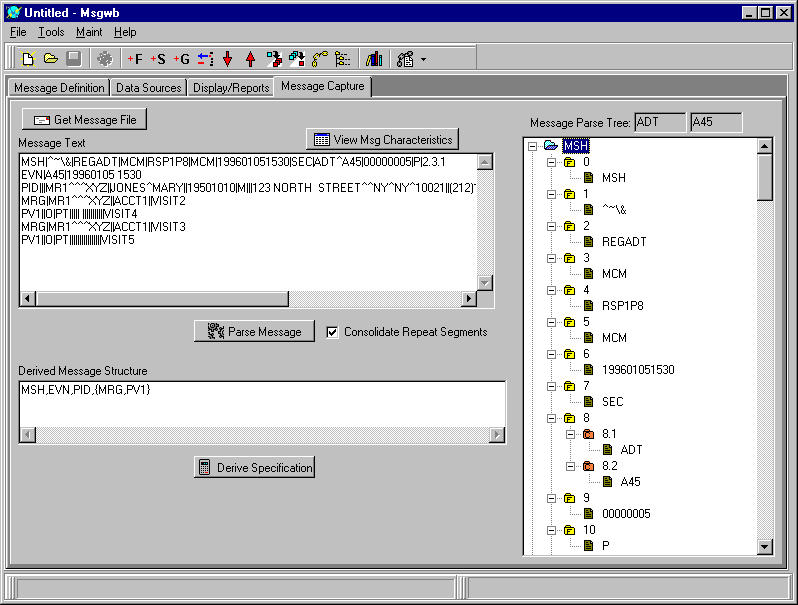 Untitled - Msgwb
File Tools Maint Help
+F +S +G
Message Definition Data Sources Display/Reports Message Capture
Get Message File
Message Text
View Msg Characteristics
MSH|^~\&|REGADT|MCM|RSP1P8|MCM|199601051530|SEC|ADT^A45|00000005|P|2.3.1
EVN|A45|19960105 1530
PID|||MR1^^^XYZ||JONES^MARY||19501010|M|||123 NORTH  STREET^^NY^NY^10021||(212)
MRG|MR1^^^XYZ||ACCT1||VISIT2
PV1||O|PT||||| ||||||||||VISIT4
MRG|MR1^^^XYZ||ACCT1||VISIT3
PV1||O|PT||||||||||||||||VISIT5
Parse Message
Consolidate Repeat Segments
Derived Message Structure
MSH,EVN,PID,{MRG,PV1}
Derive Specification
Message Parse Tree: ADT A45
MSH
0
MSH
1
^~\&
2
REGADT
3
MCM
4
RSP1P8
5
MCM
6
199601051530
7
SEC
8
8.1
ADT
8.2
A45
9
00000005
10
P